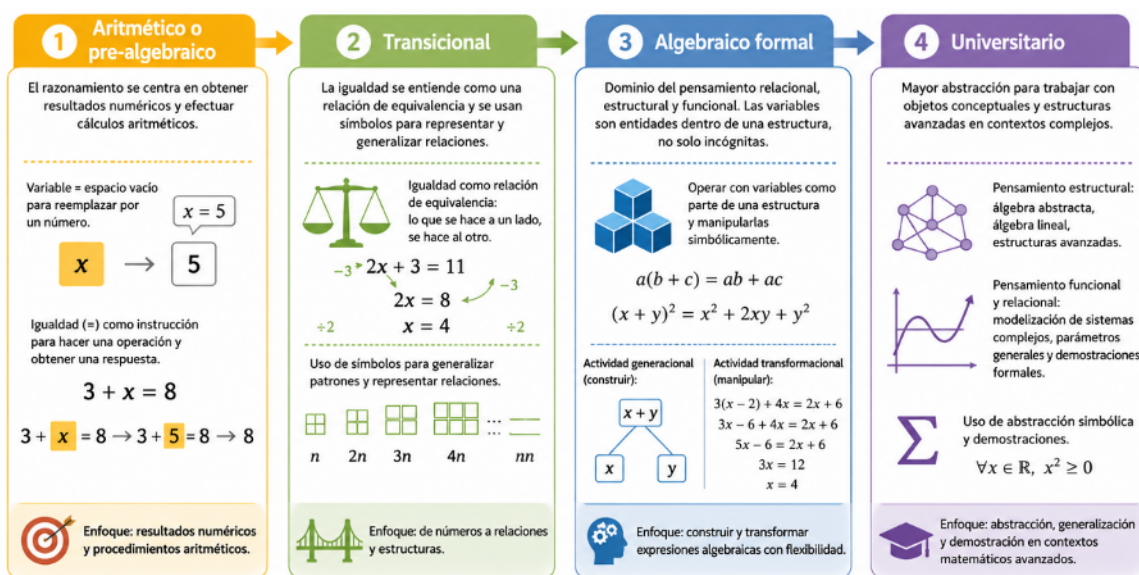 1 Aritmético o
pre-algebraico
El razonamiento se centra en obtener
resultados numéricos y efectuar
cálculos aritméticos.
Variable = espacio vacío
para reemplazar por
un número.
x = 5
x → 5
Igualdad (=) como instrucción
para hacer una operación y
obtener una respuesta.
3 + x = 8
3 + x = 8 → 3 + 5 = 8 → 8
Enfoque: resultados numéricos
y procedimientos aritméticos.
2 Transicional
La igualdad se entiende como una
relación de equivalencia y se usan
símbolos para representar y
generalizar relaciones.
Igualdad como relación
de equivalencia:
lo que se hace a un lado,
se hace al otro.
−3 2x + 3 = 11
2x = 8 −3
÷2 x = 4 ÷2
Uso de símbolos para generalizar
patrones y representar relaciones.
...
n 2n 3n 4n nn
Enfoque: de números a relaciones
y estructuras.
3 Algebraico formal
Dominio del pensamiento relacional,
estructural y funcional. Las variables
son entidades dentro de una estructura,
no solo incógnitas.
Operar con variables como
parte de una estructura
y manipularlas
simbólicamente.
a(b + c) = ab + ac
(x + y)² = x² + 2xy + y²
Actividad generacional
(construir):
x + y
x y
Actividad transformacional
(manipular):
3(x − 2) + 4x = 2x + 6
3x − 6 + 4x = 2x + 6
5x − 6 = 2x + 6
3x = 12
x = 4
Enfoque: construir y transformar
expresiones algebraicas con flexibilidad.
4 Universitario
Mayor abstracción para trabajar con
objetos conceptuales y estructuras
avanzadas en contextos complejos.
Pensamiento estructural:
álgebra abstracta,
álgebra lineal,
estructuras avanzadas.
Pensamiento funcional
y relacional:
modelización de sistemas
complejos, parámetros
generales y demostraciones
formales.
Σ
Uso de abstracción simbólica
y demostraciones.
∀x ∈ ℝ, x² ≥ 0
Enfoque: abstracción, generalización
y demostración en contextos
matemáticos avanzados.